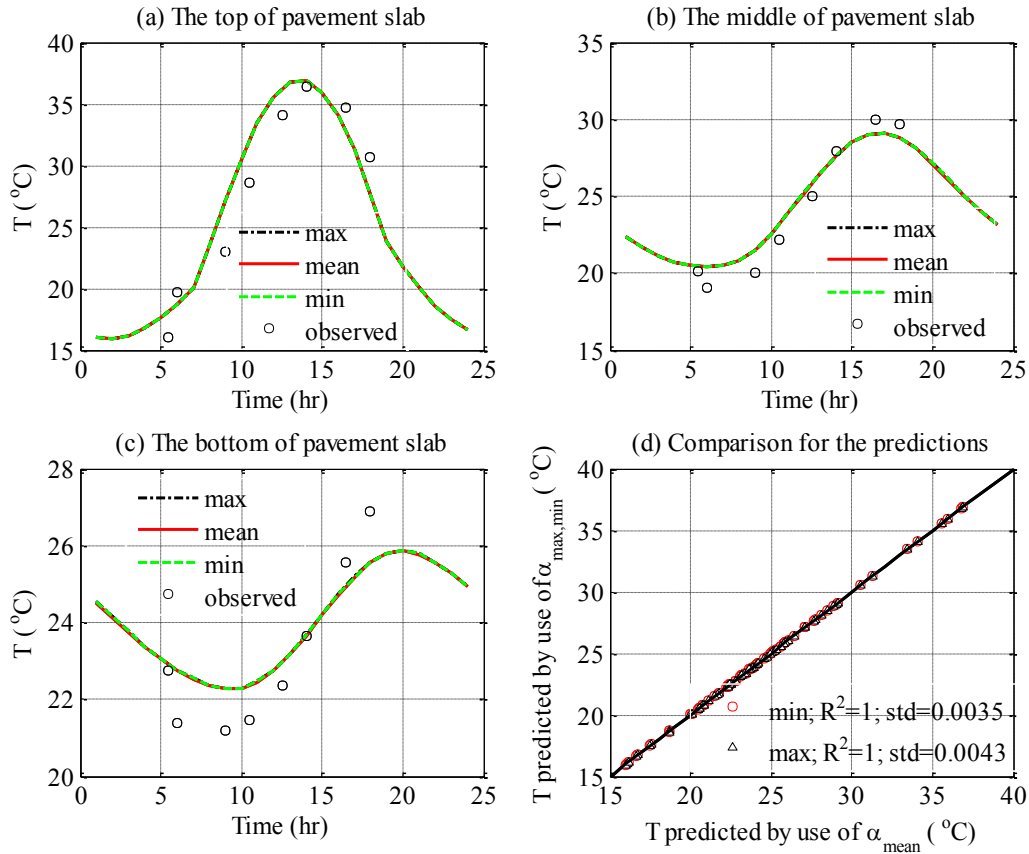 (a) The top of pavement slab
40
35
30
25
20
15
T ( °C)
0 5 10 15 20 25
Time (hr)
max
mean
min
observed
(b) The middle of pavement slab
35
30
25
20
15
T ( °C)
0 5 10 15 20 25
Time (hr)
max
mean
min
observed
(c) The bottom of pavement slab
28
26
24
22
20
T ( °C)
0 5 10 15 20 25
Time (hr)
max
mean
min
observed
(d) Comparison for the predictions
40
35
30
25
20
15
T predicted by use of α_max,min ( °C)
15 20 25 30 35 40
T predicted by use of α_mean ( °C)
min; R²=1; std=0.0035
max; R²=1; std=0.0043